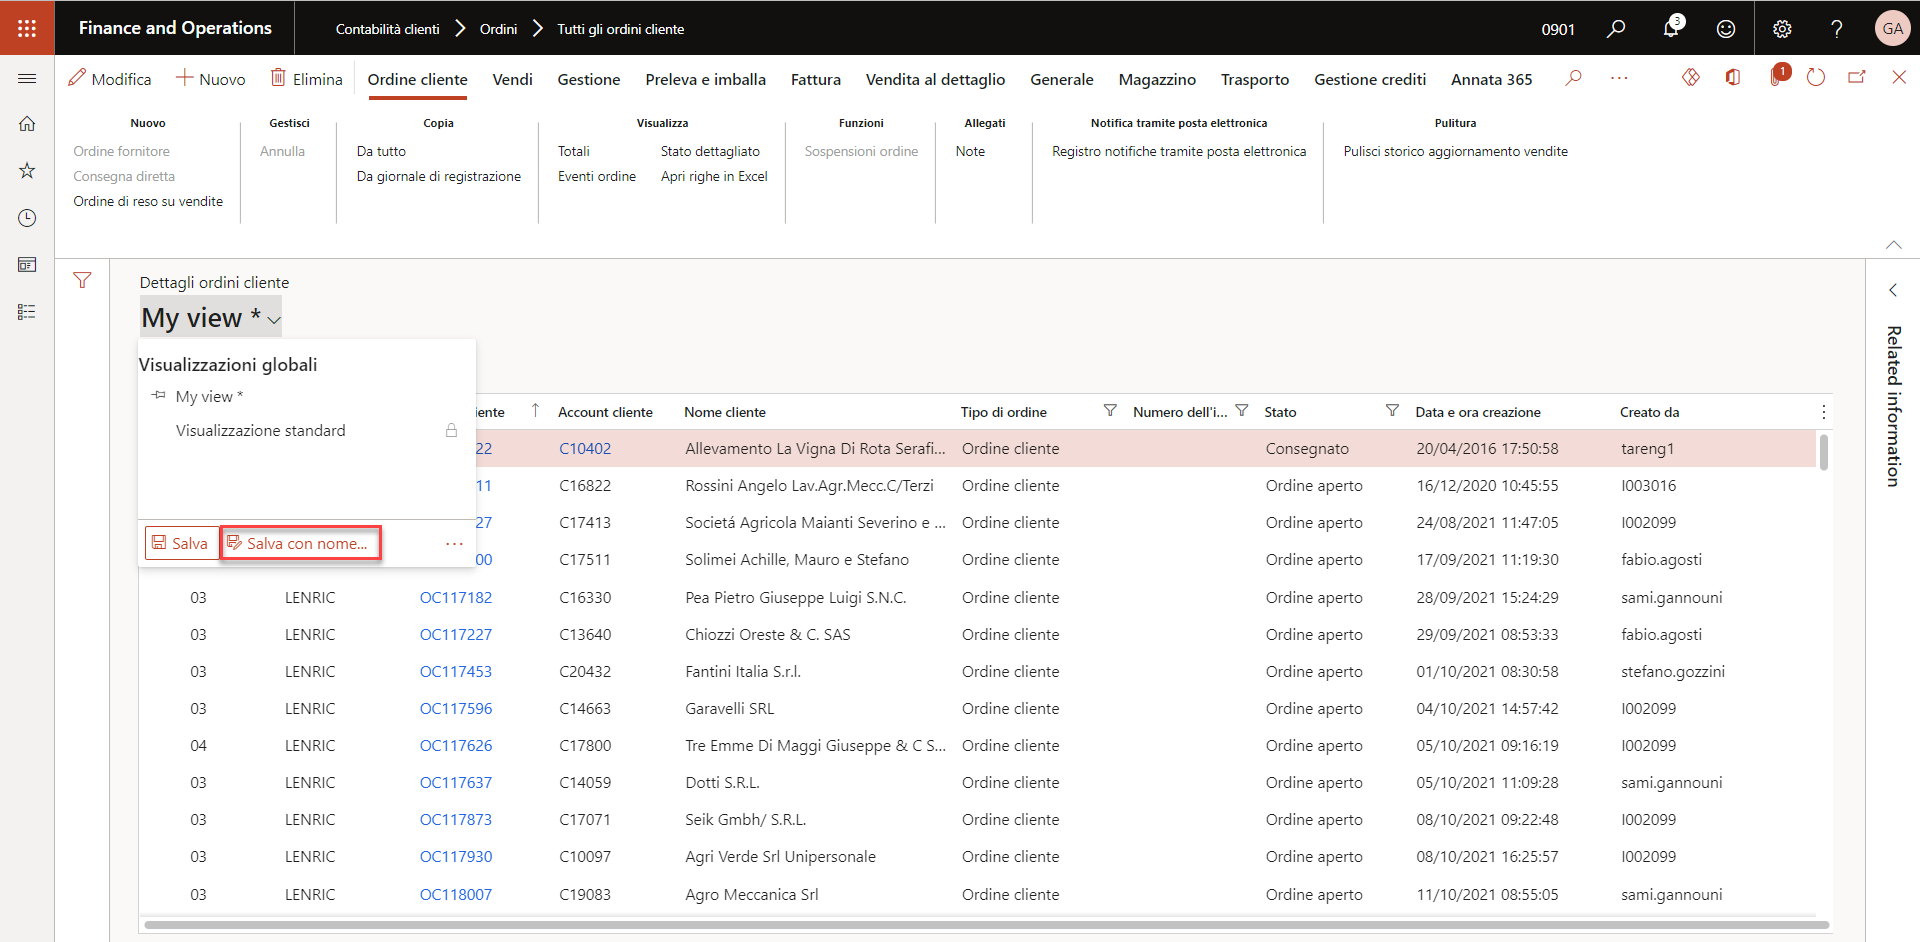 Finance and Operations
Contabilità clienti
Ordini
Tutti gli ordini cliente
0901
3
GA
Modifica
Nuovo
Elimina
Ordine cliente
Vendi
Gestione
Preleva e imballa
Fattura
Vendita al dettaglio
Generale
Magazzino
Trasporto
Gestione crediti
Annata 365
1
Nuovo
Gestisci
Copia
Visualizza
Funzioni
Allegati
Notifica tramite posta elettronica
Pulitura
Ordine fornitore
Annulla
Da tutto
Totali
Stato dettagliato
Sospensioni ordine
Note
Registro notifiche tramite posta elettronica
Pulisci storico aggiornamento vendite
Consegna diretta
Da giornale di registrazione
Eventi ordine
Apri righe in Excel
Ordine di reso su vendite
Dettagli ordini cliente
My view *
Related information
Visualizzazioni globali
My view *
Visualizzazione standard
Salva
Salva con nome...
iente Account cliente Nome cliente Tipo di ordine Numero dell'i... Stato Data e ora creazione Creato da
22 C10402 Allevamento La Vigna Di Rota Serafi... Ordine cliente Consegnato 20/04/2016 17:50:58 tareng1
11 C16822 Rossini Angelo Lav.Agr.Mecc.C/Terzi Ordine cliente Ordine aperto 16/12/2020 10:45:55 I003016
27 C17413 Societá Agricola Maianti Severino e ... Ordine cliente Ordine aperto 24/08/2021 11:47:05 I002099
00 C17511 Solimei Achille, Mauro e Stefano Ordine cliente Ordine aperto 17/09/2021 11:19:30 fabio.agosti
03 LENRIC OC117182 C16330 Pea Pietro Giuseppe Luigi S.N.C. Ordine cliente Ordine aperto 28/09/2021 15:24:29 sami.gannouni
03 LENRIC OC117227 C13640 Chiozzi Oreste & C. SAS Ordine cliente Ordine aperto 29/09/2021 08:53:33 fabio.agosti
03 LENRIC OC117453 C20432 Fantini Italia S.r.l. Ordine cliente Ordine aperto 01/10/2021 08:30:58 stefano.gozzini
03 LENRIC OC117596 C14663 Garavelli SRL Ordine cliente Ordine aperto 04/10/2021 14:57:42 I002099
04 LENRIC OC117626 C17800 Tre Emme Di Maggi Giuseppe & C S... Ordine cliente Ordine aperto 05/10/2021 09:16:19 I002099
03 LENRIC OC117637 C14059 Dotti S.R.L. Ordine cliente Ordine aperto 05/10/2021 11:09:28 sami.gannouni
03 LENRIC OC117873 C17071 Seik Gmbh/ S.R.L. Ordine cliente Ordine aperto 08/10/2021 09:22:48 I002099
03 LENRIC OC117930 C10097 Agri Verde Srl Unipersonale Ordine cliente Ordine aperto 08/10/2021 16:25:57 I002099
03 LENRIC OC118007 C19083 Agro Meccanica Srl Ordine cliente Ordine aperto 11/10/2021 08:55:05 sami.gannouni